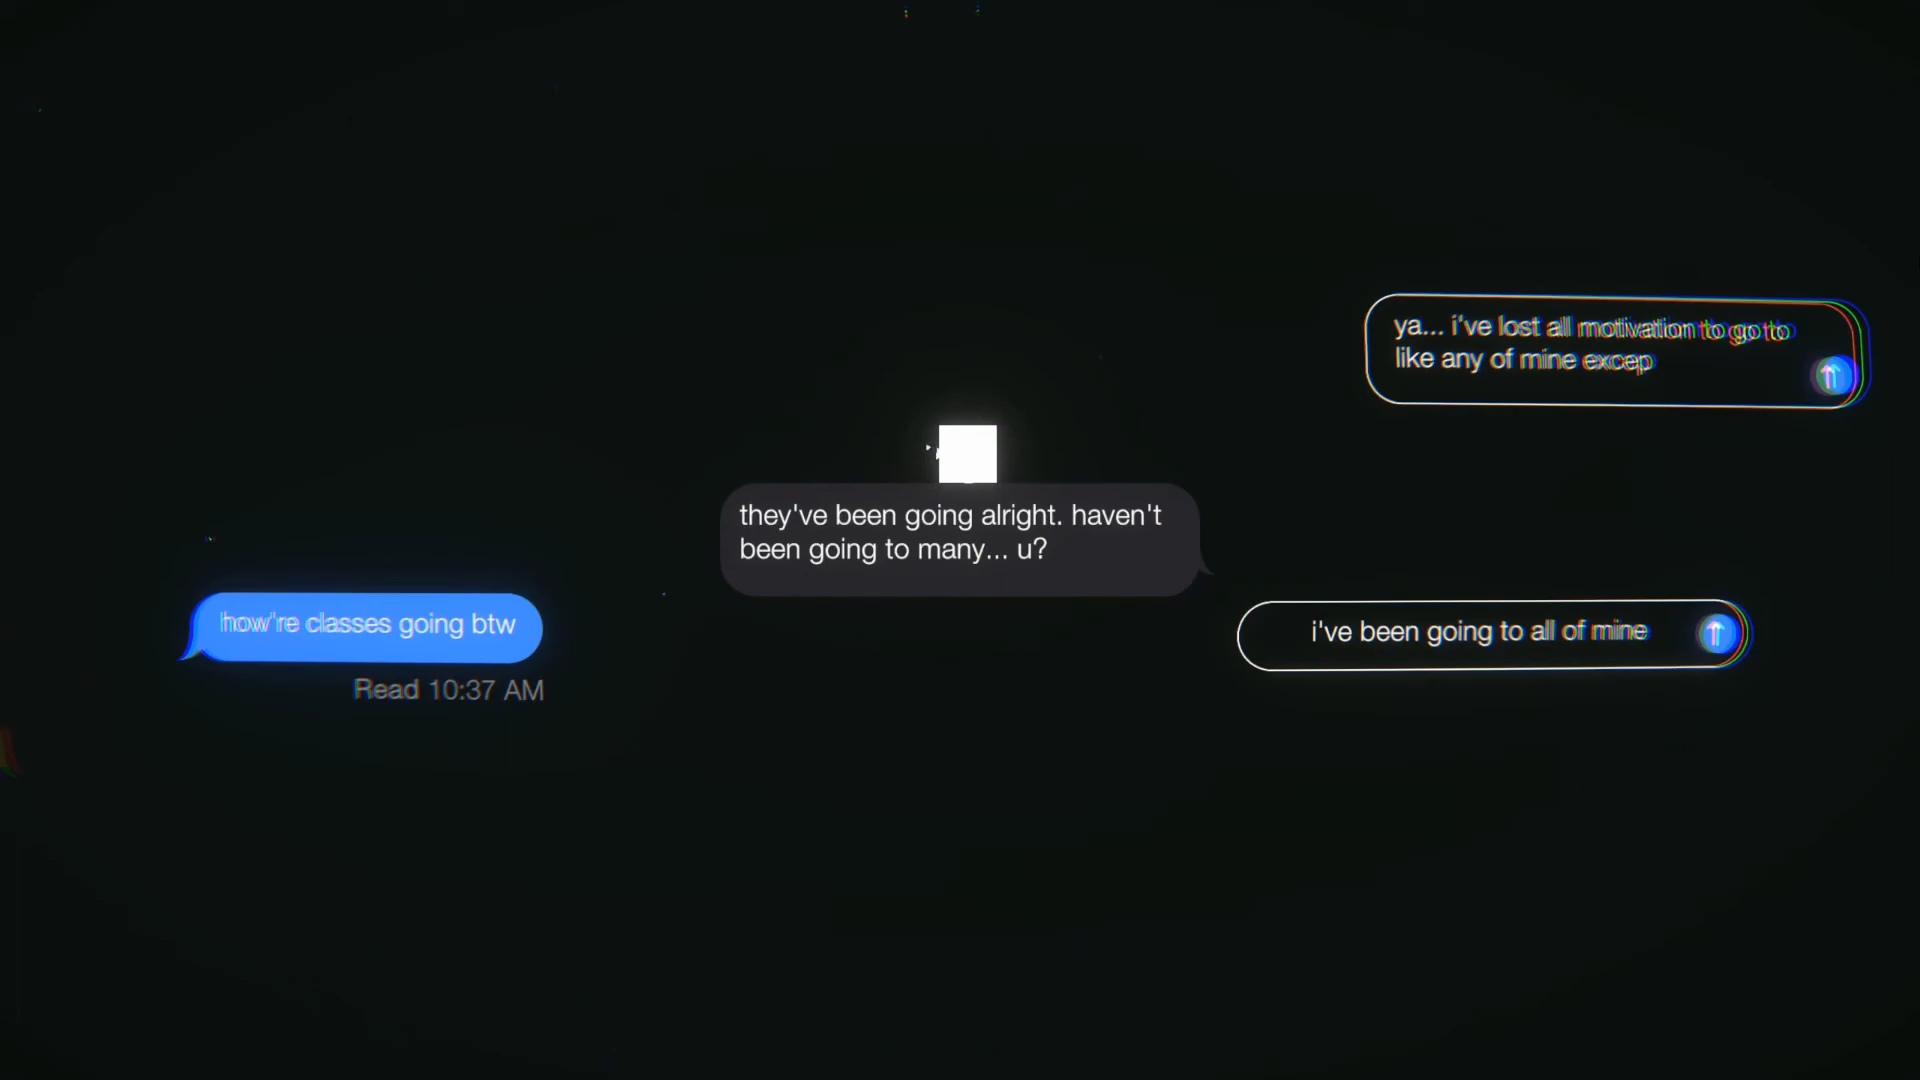 how're classes going btw
Read 10:37 AM
they've been going alright. haven't
been going to many... u?
ya... i've lost all motivation to go to
like any of mine excep
i've been going to all of mine